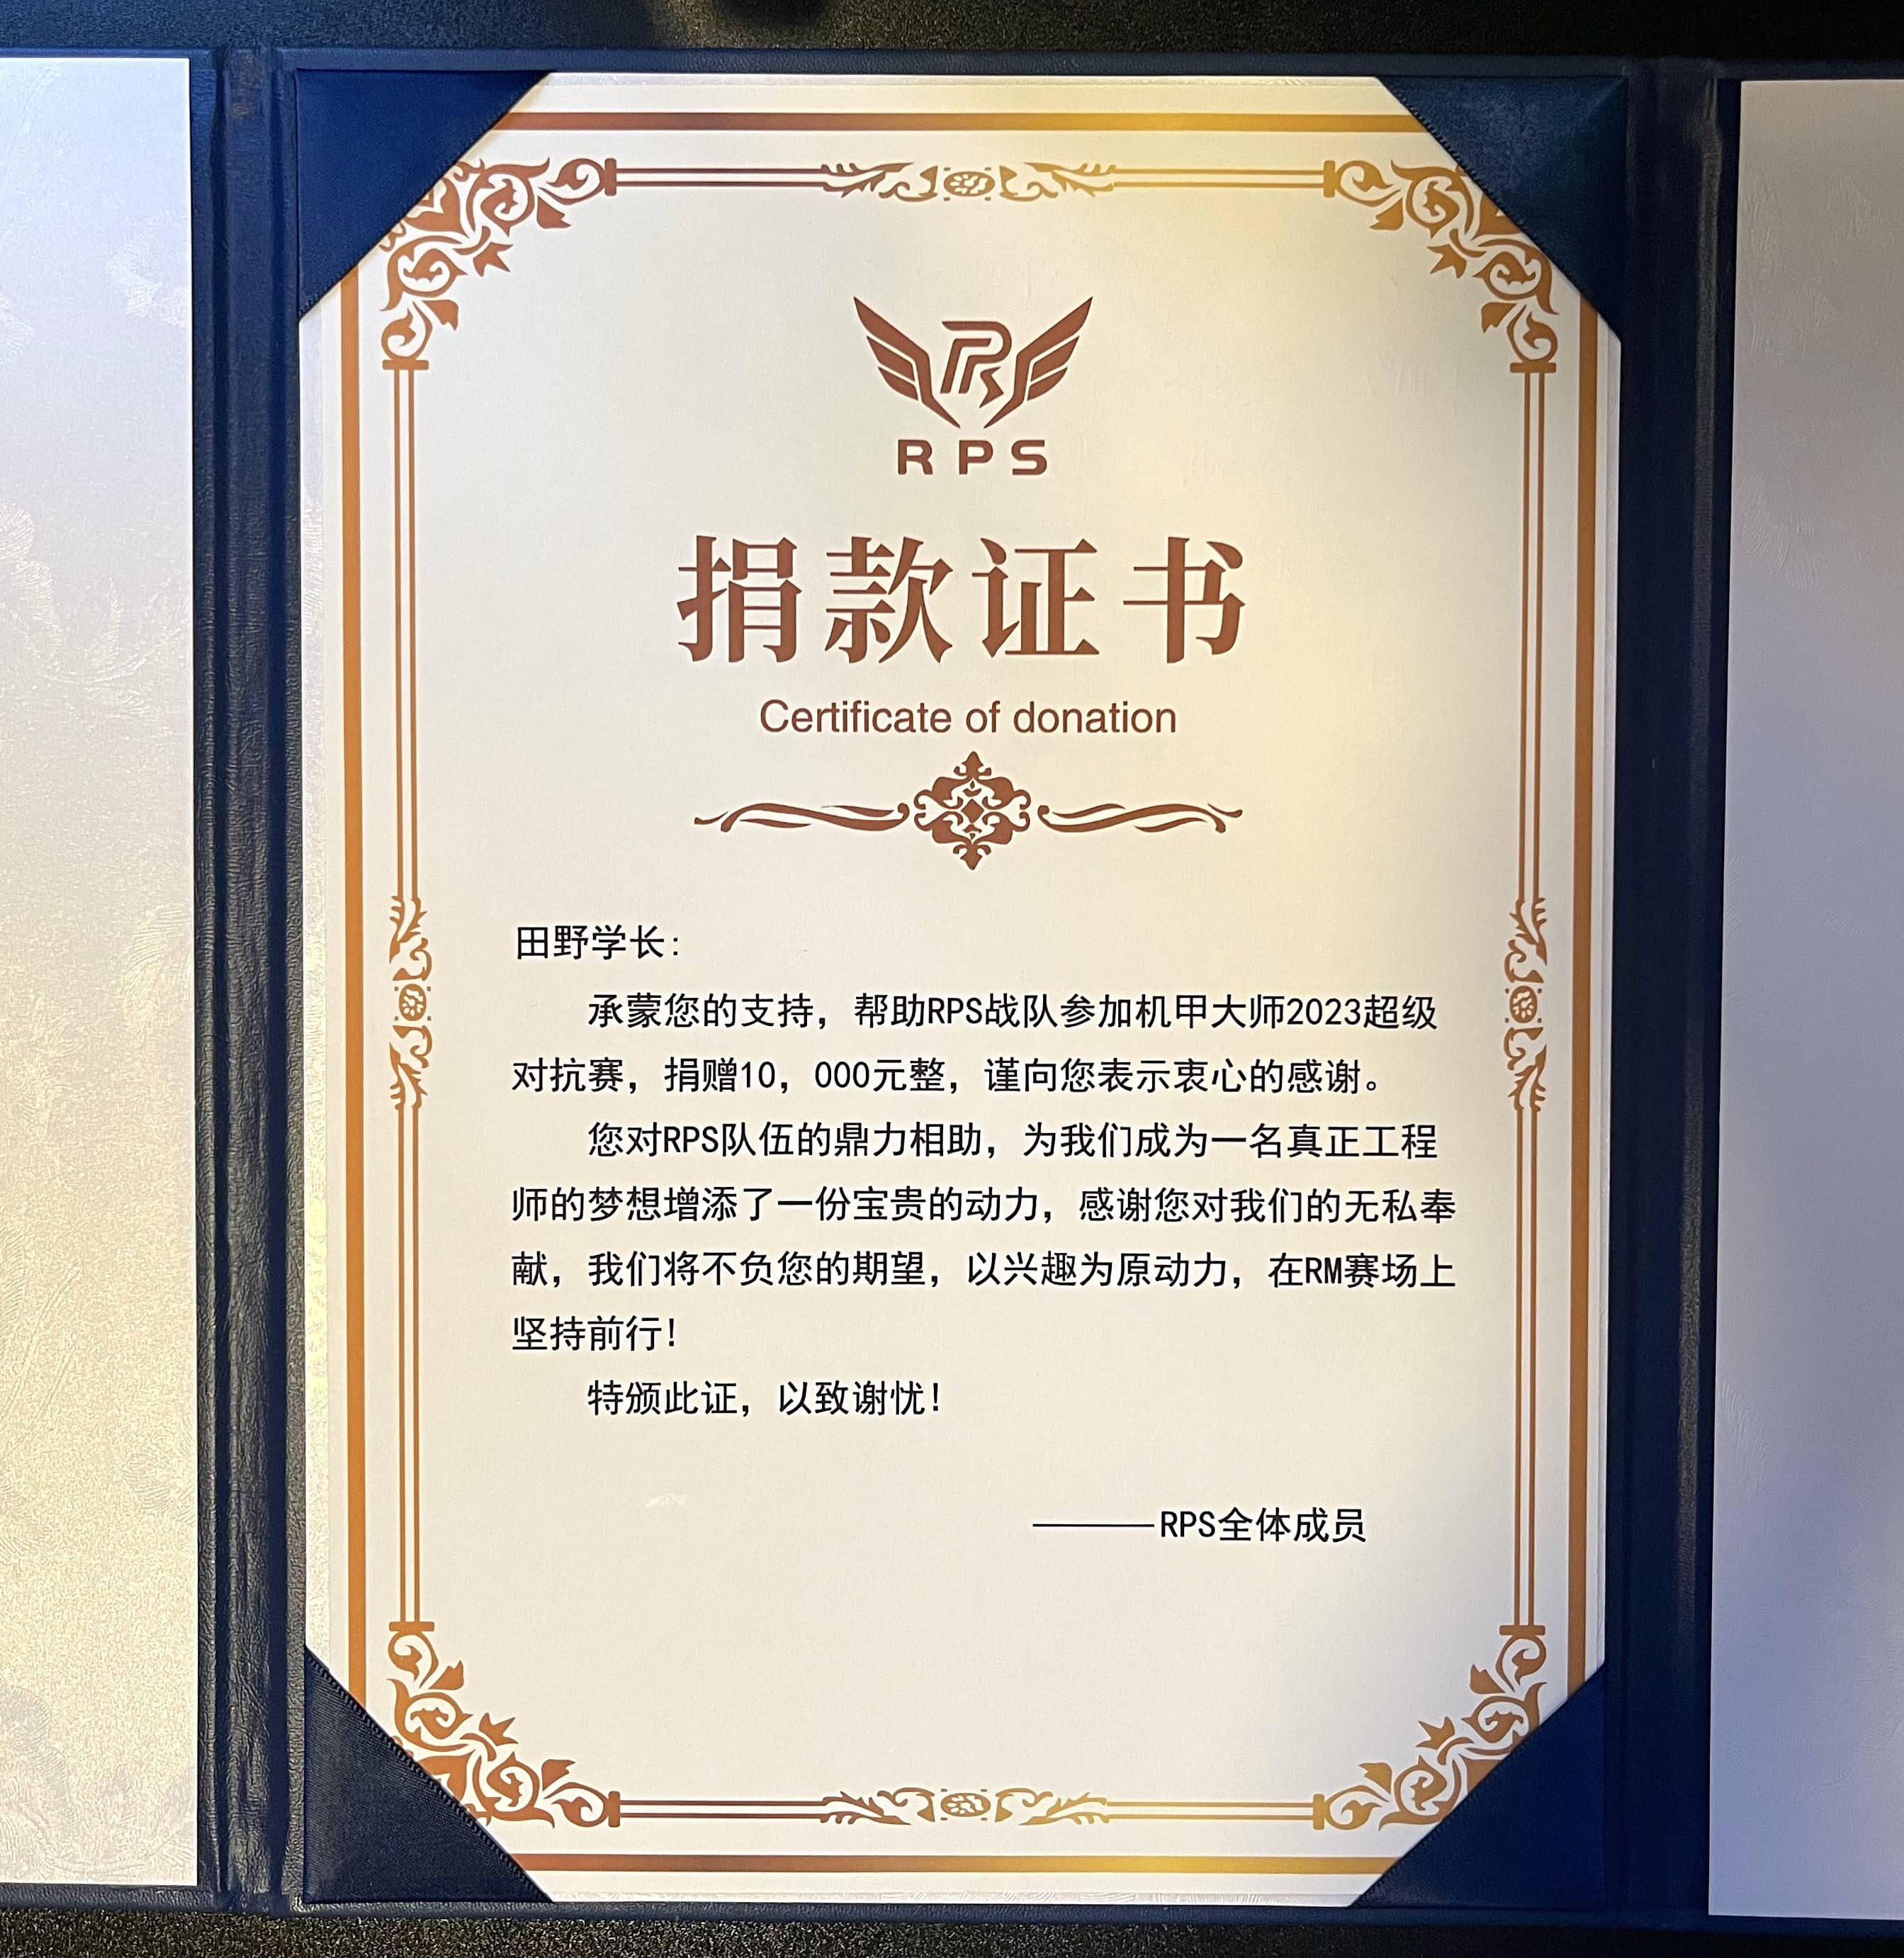 RPS
捐款证书
Certificate of donation
田野学长:
承蒙您的支持，帮助RPS战队参加机甲大师2023超级
对抗赛，捐赠10，000元整，谨向您表示衷心的感谢。
您对RPS队伍的鼎力相助，为我们成为一名真正工程
师的梦想增添了一份宝贵的动力，感谢您对我们的无私奉
献，我们将不负您的期望，以兴趣为原动力，在RM赛场上
坚持前行!
特颁此证，以致谢忱!
———RPS全体成员